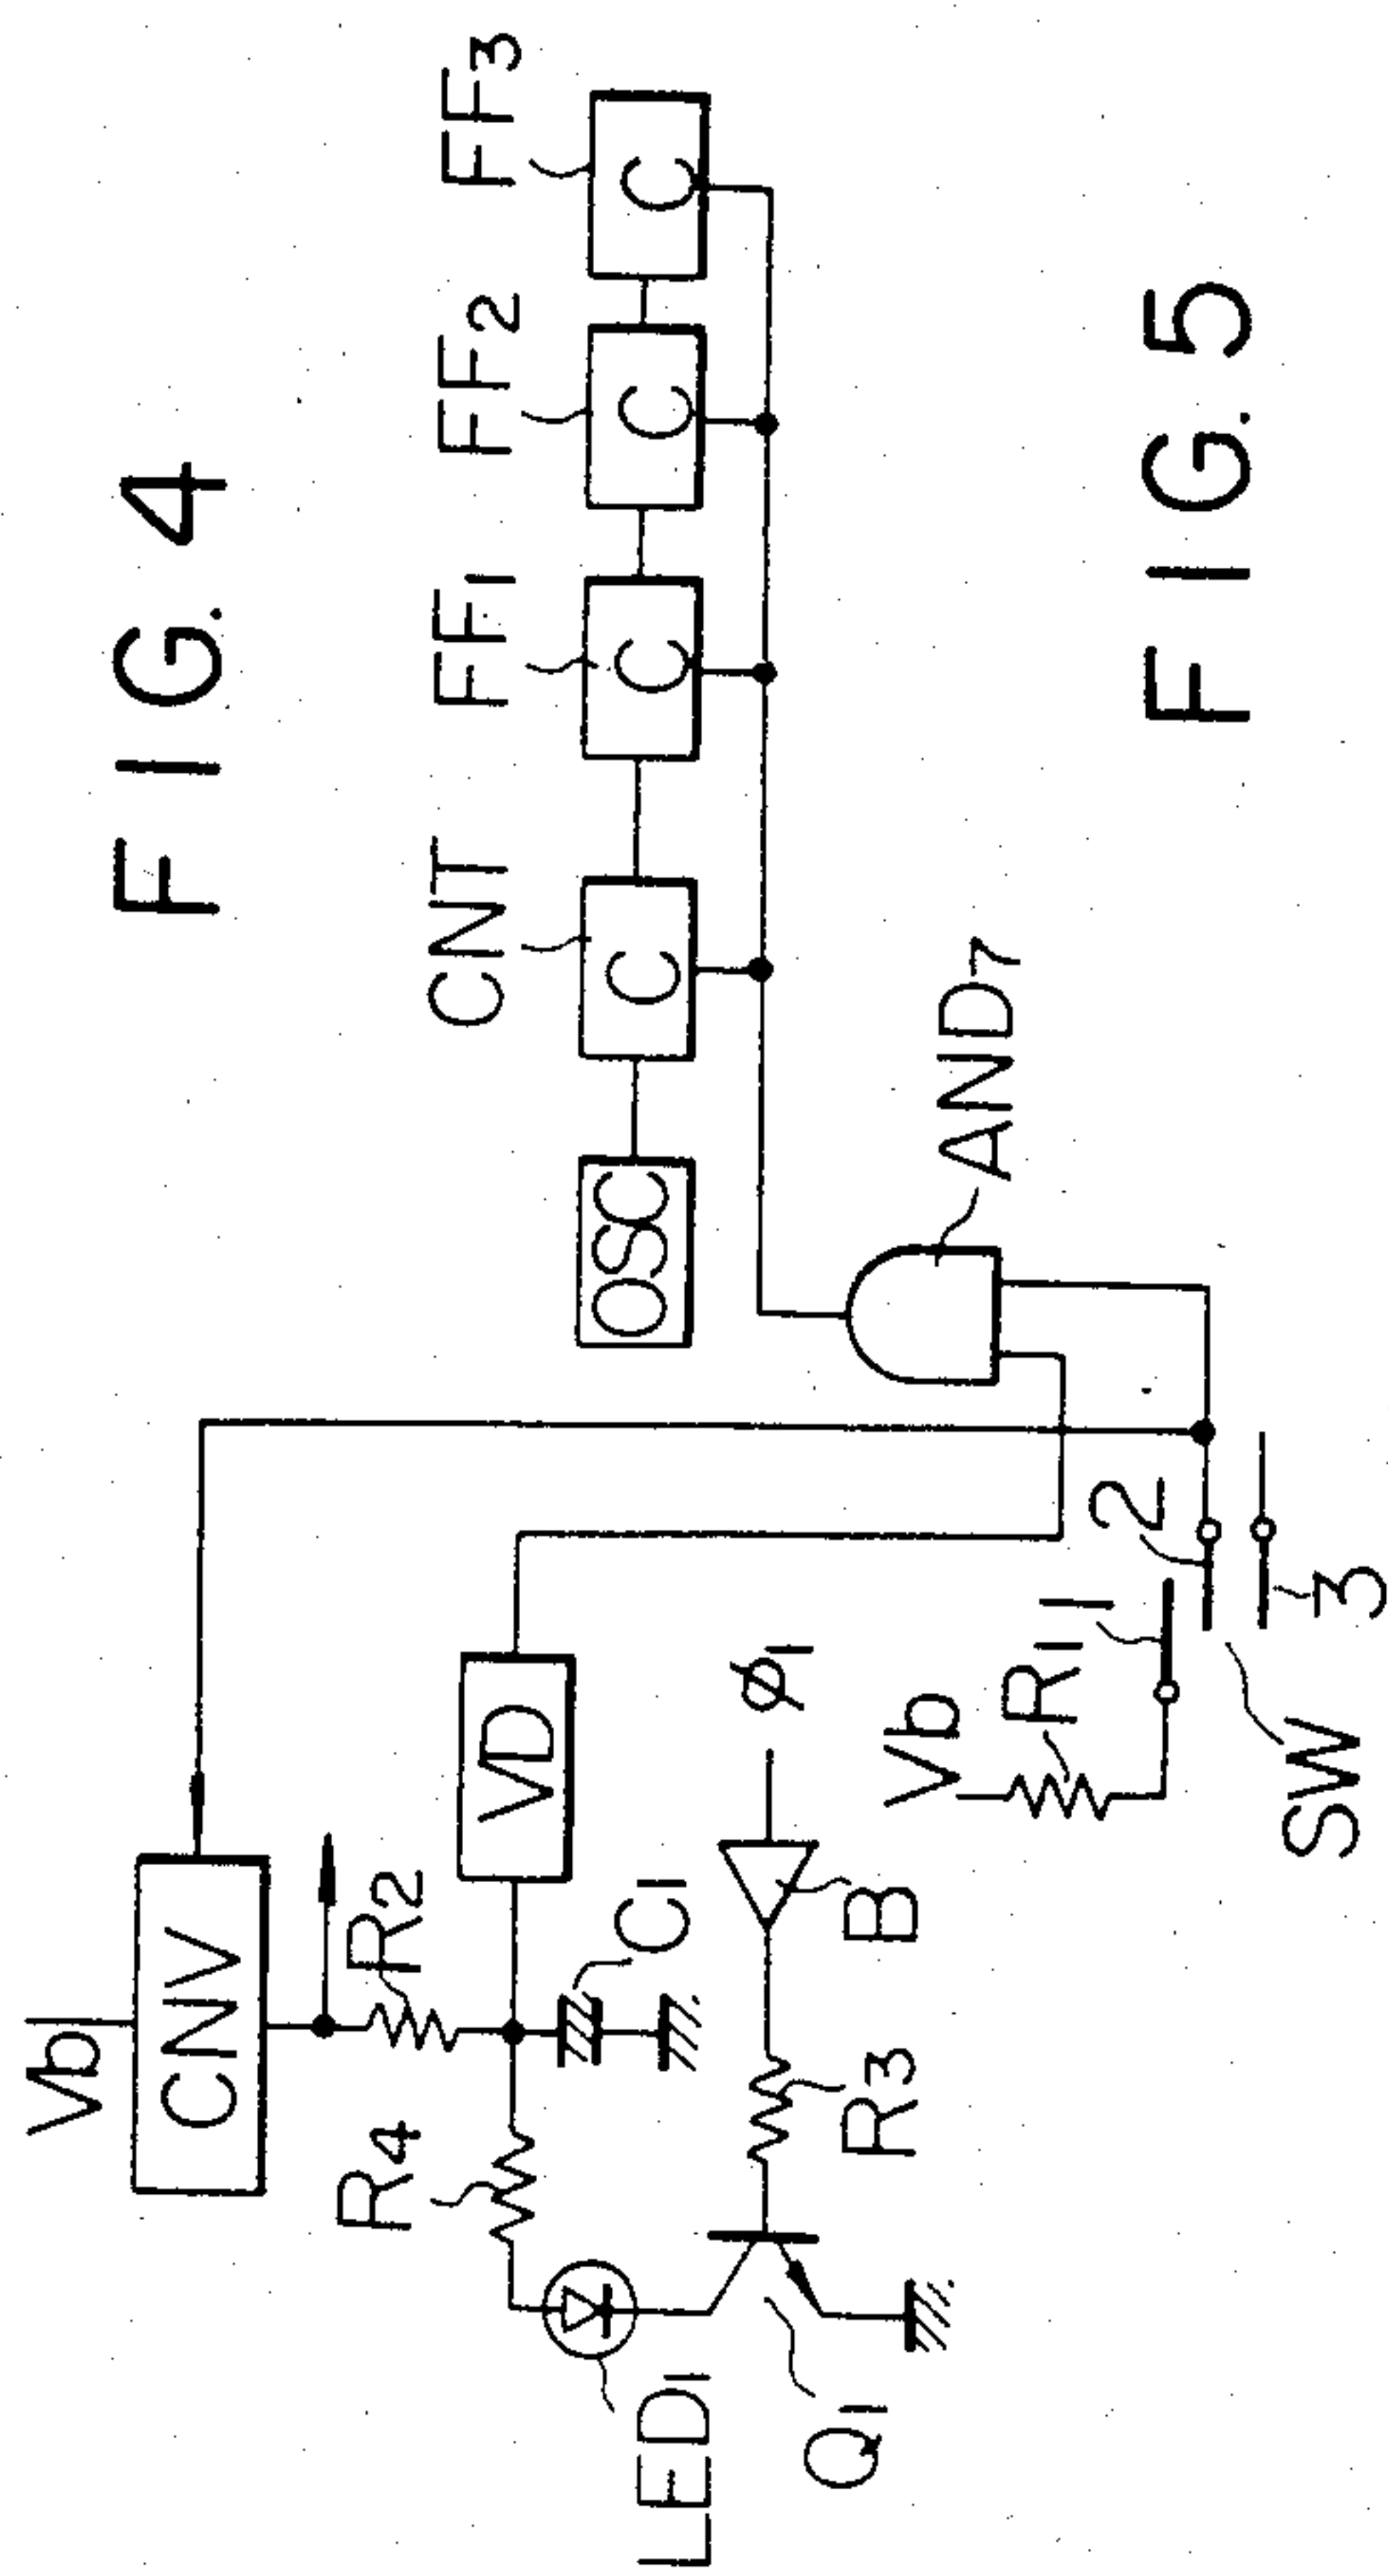 FIG. 4
Vb
CNV
R4
R2
CNT
FF1
FF2
FF3
VD
OSC
C
C
C
C
LED1
C1
φ1
Q1
R3
B
Vb
AND7
R1
1
2
SW
3
FIG. 5